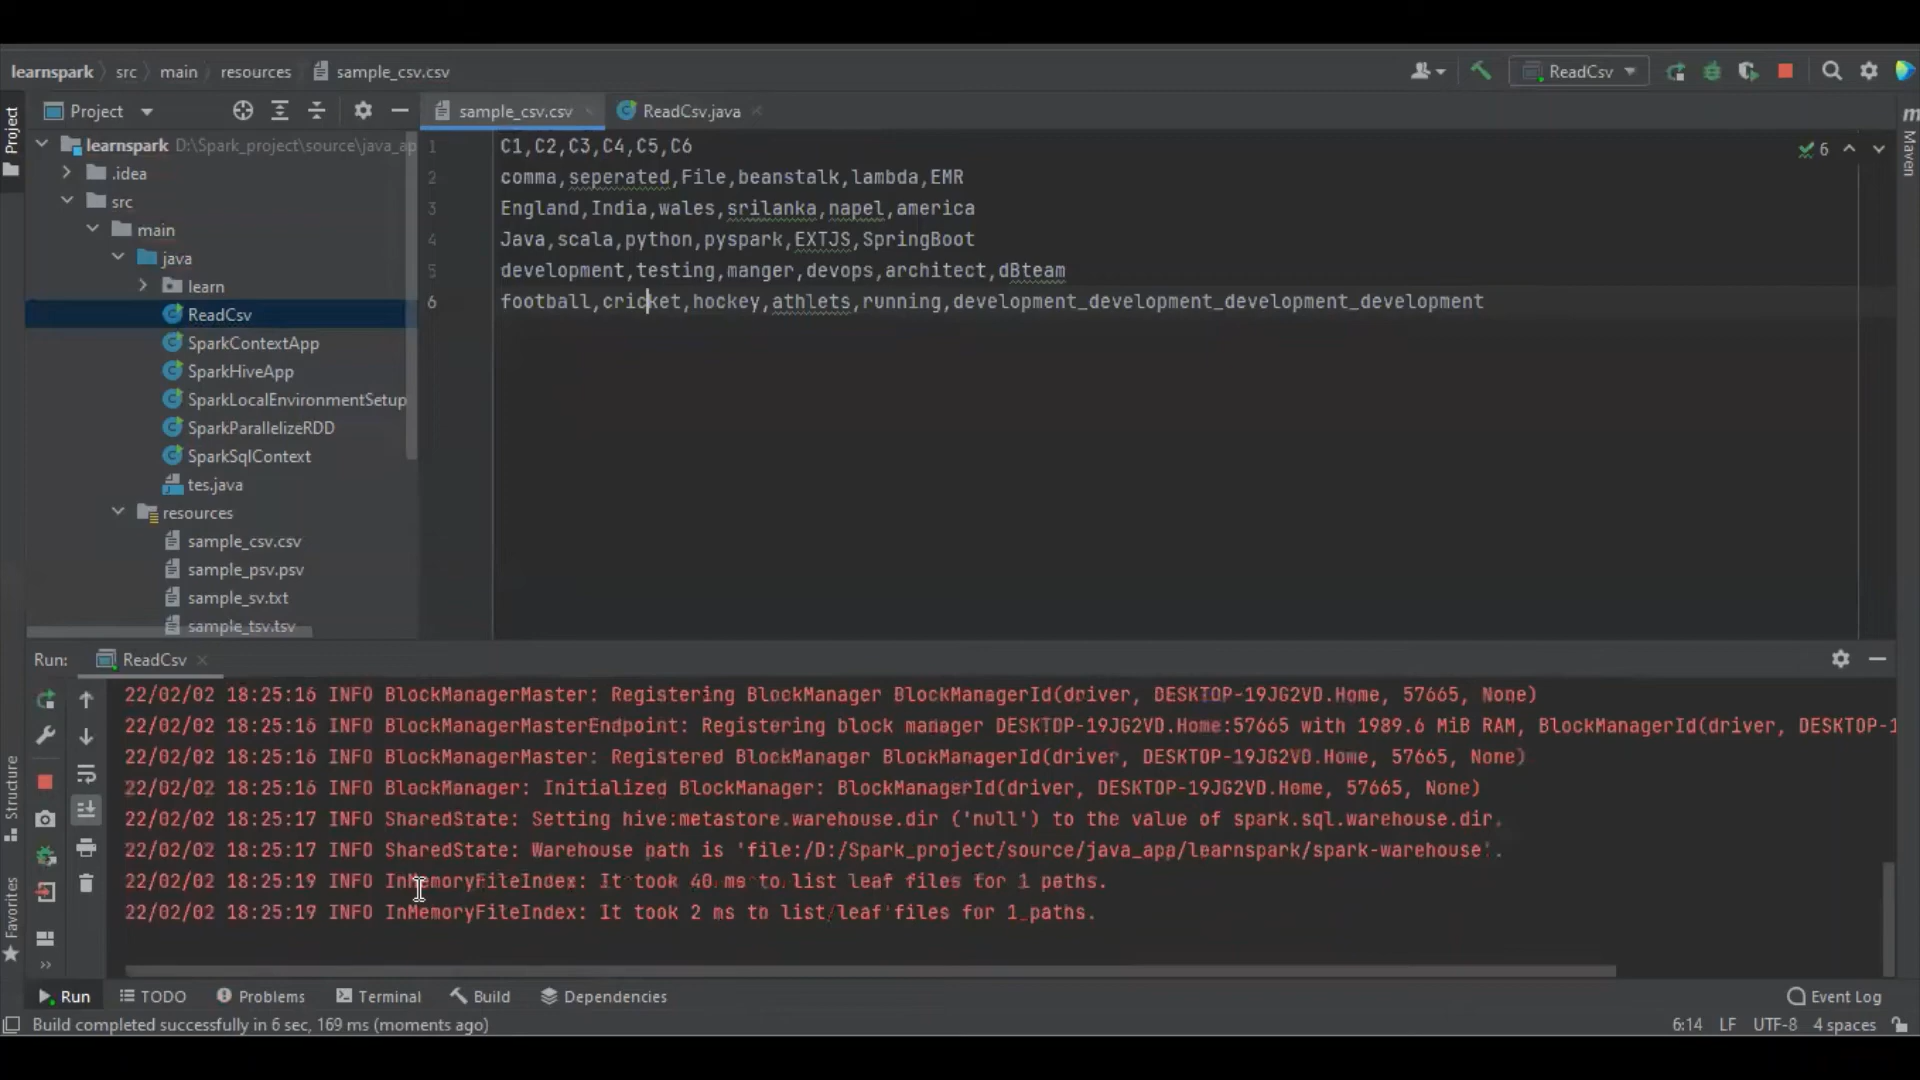 learnspark src main resources sample_csv.csv
ReadCsv
Project
sample_csv.csv
ReadCsv.java
Project
Maven
learnspark D:\Spark_project\source\java_ap
.idea
src
main
java
learn
ReadCsv
SparkContextApp
SparkHiveApp
SparkLocalEnvironmentSetup
SparkParallelizeRDD
SparkSqlContext
tes.java
resources
sample_csv.csv
sample_psv.psv
sample_sv.txt
sample_tsv.tsv
6
1 C1,C2,C3,C4,C5,C6
2 comma,seperated,File,beanstalk,lambda,EMR
3 England,India,wales,srilanka,napel,america
4 Java,scala,python,pyspark,EXTJS,SpringBoot
5 development,testing,manger,devops,architect,dBteam
6 football,cricket,hockey,athlets,running,development_development_development_development
Run: ReadCsv
22/02/02 18:25:16 INFO BlockManagerMaster: Registering BlockManager BlockManagerId(driver, DESKTOP-19JG2VD.Home, 57665, None)
22/02/02 18:25:16 INFO BlockManagerMasterEndpoint: Registering block manager DESKTOP-19JG2VD.Home:57665 with 1989.6 MiB RAM, BlockManagerId(driver, DESKTOP-1
22/02/02 18:25:16 INFO BlockManagerMaster: Registered BlockManager BlockManagerId(driver, DESKTOP-19JG2VD.Home, 57665, None)
22/02/02 18:25:16 INFO BlockManager: Initialized BlockManager: BlockManagerId(driver, DESKTOP-19JG2VD.Home, 57665, None)
22/02/02 18:25:17 INFO SharedState: Setting hive.metastore.warehouse.dir ('null') to the value of spark.sql.warehouse.dir.
22/02/02 18:25:17 INFO SharedState: Warehouse path is 'file:/D:/Spark_project/source/java_app/learnspark/spark-warehouse'.
22/02/02 18:25:19 INFO InMemoryFileIndex: It took 40 ms to list leaf files for 1 paths.
22/02/02 18:25:19 INFO InMemoryFileIndex: It took 2 ms to list leaf files for 1 paths.
Structure
Favorites
Run TODO Problems Terminal Build Dependencies Event Log
Build completed successfully in 6 sec, 169 ms (moments ago) 6:14 LF UTF-8 4 spaces